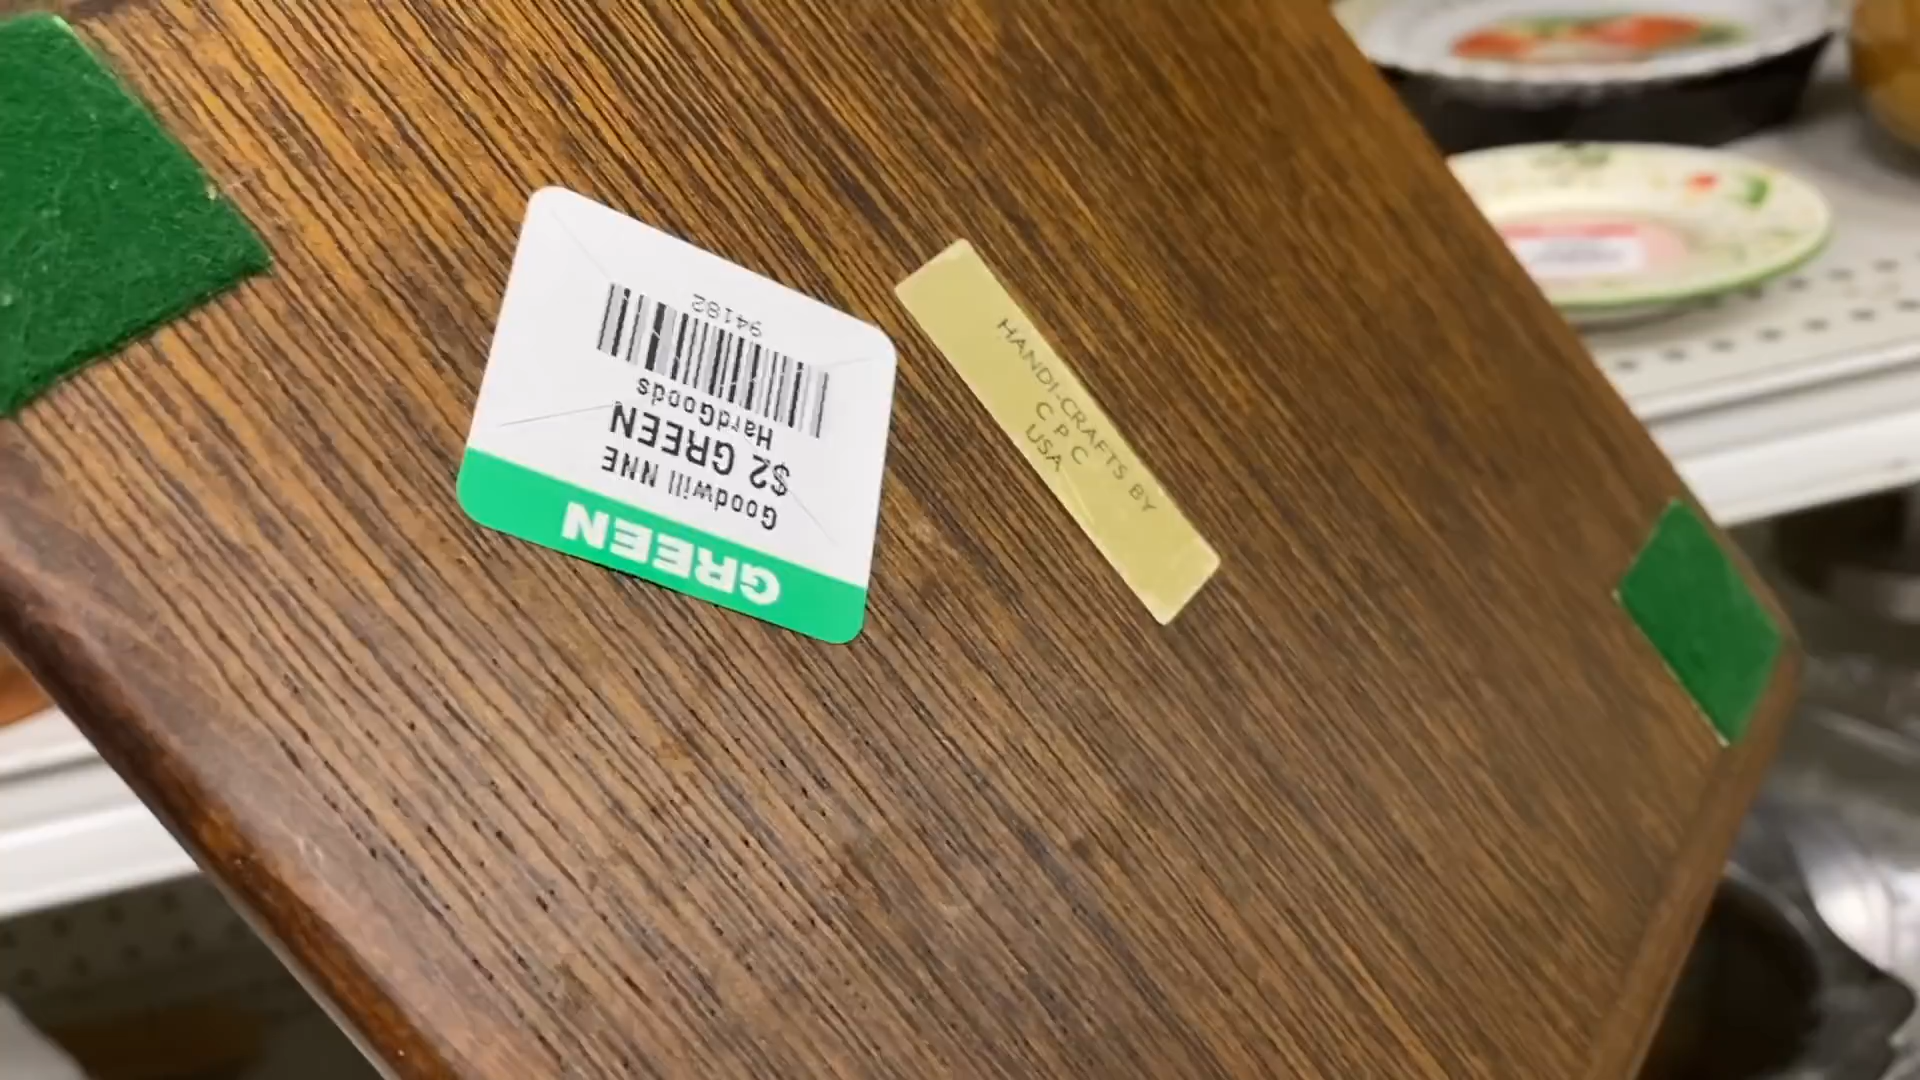 GREEN
Goodwill NNE
$2 GREEN
HardGoods
94182
HANDI-CRAFTS BY
C P C
USA